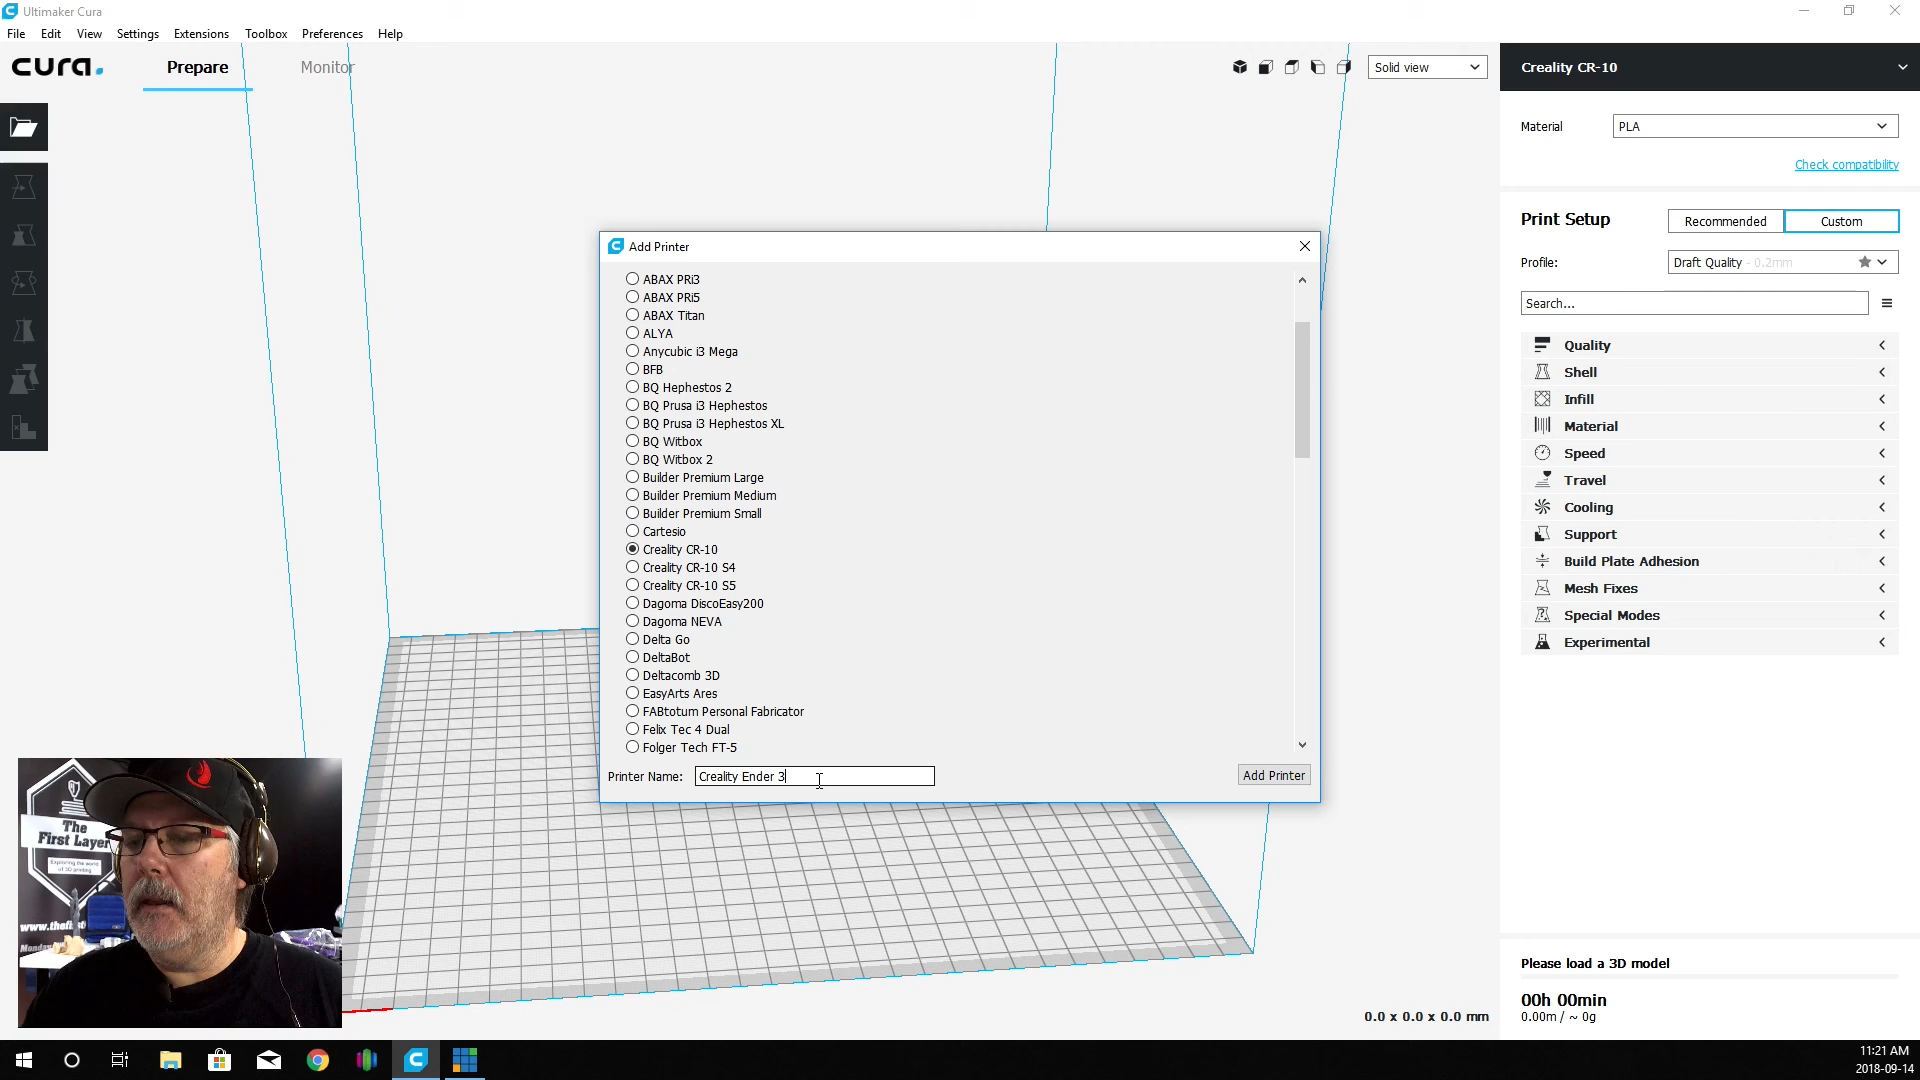 Ultimaker Cura
File Edit View Settings Extensions Toolbox Preferences Help
cura.
Prepare
Monitor
Solid view
Creality CR-10
Material
PLA
Check compatibility
Print Setup
Recommended
Custom
Profile:
Draft Quality - 0.2mm
Search...
Quality
Shell
Infill
Material
Speed
Travel
Cooling
Support
Build Plate Adhesion
Mesh Fixes
Special Modes
Experimental
Add Printer
ABAX PRi3
ABAX PRi5
ABAX Titan
ALYA
Anycubic i3 Mega
BFB
BQ Hephestos 2
BQ Prusa i3 Hephestos
BQ Prusa i3 Hephestos XL
BQ Witbox
BQ Witbox 2
Builder Premium Large
Builder Premium Medium
Builder Premium Small
Cartesio
Creality CR-10
Creality CR-10 S4
Creality CR-10 S5
Dagoma DiscoEasy200
Dagoma NEVA
Delta Go
DeltaBot
Deltacomb 3D
EasyArts Ares
FABtotum Personal Fabricator
Felix Tec 4 Dual
Folger Tech FT-5
Printer Name: Creality Ender 3
Add Printer
The
First Layer
Exploring the world
of 3D printing
Please load a 3D model
00h 00min
0.00m / ~ 0g
0.0 x 0.0 x 0.0 mm
11:21 AM
2018-09-14